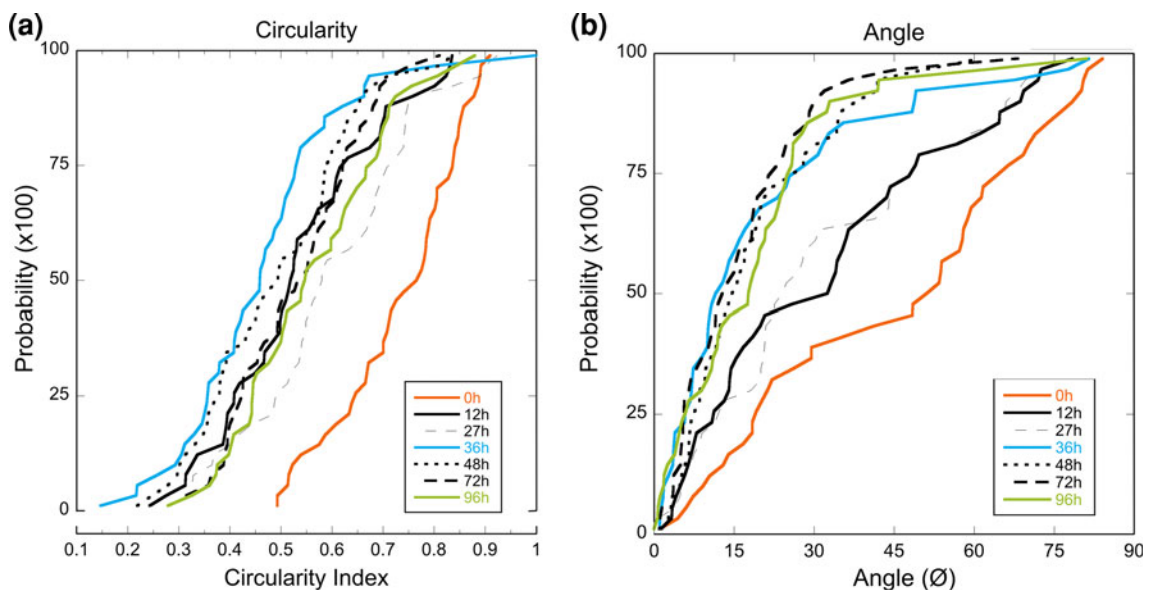 (a) Circularity
Probability (x100)
100
75
50
25
0
0h
12h
27h
36h
48h
72h
96h
0.1 0.2 0.3 0.4 0.5 0.6 0.7 0.8 0.9 1
Circularity Index
(b) Angle
Probability (x100)
100
75
50
25
0
0h
12h
27h
36h
48h
72h
96h
0 15 30 45 60 75 90
Angle (Ø)